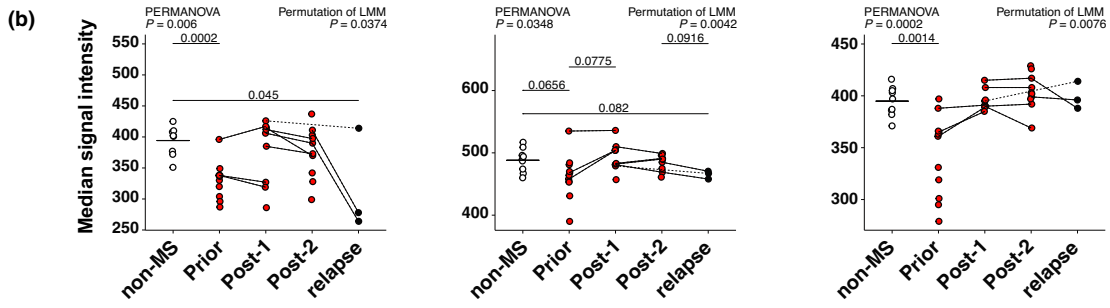 (b)
PERMANOVA
P = 0.006
Permutation of LMM
P = 0.0374
Median signal intensity
550
500
450
400
350
300
250
0.0002
0.045
non-MS
Prior
Post-1
Post-2
relapse
PERMANOVA
P = 0.0348
Permutation of LMM
P = 0.0042
600
500
400
0.0916
0.0775
0.0656
0.082
non-MS
Prior
Post-1
Post-2
relapse
PERMANOVA
P = 0.0002
Permutation of LMM
P = 0.0076
450
400
350
300
0.0014
non-MS
Prior
Post-1
Post-2
relapse